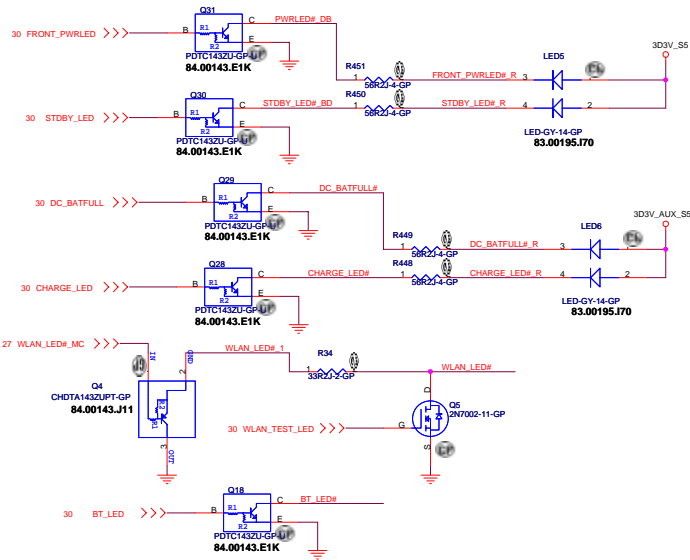 Q31
30 FRONT_PWRLED
B
R1
R2
C
E
PWRLED#_DB
PDTC143ZU-GP-U
84.00143.E1K
R451
1
56R2J-4-GP
FRONT_PWRLED#_R
3
LED5
1
3D3V_S5
Q30
30 STDBY_LED
B
R1
R2
C
E
STDBY_LED#_BD
PDTC143ZU-GP-U
84.00143.E1K
R450
1
56R2J-4-GP
STDBY_LED#_R
4
2
LED-GY-14-GP
83.00195.I70
Q29
30 DC_BATFULL
B
R1
R2
C
E
DC_BATFULL#
PDTC143ZU-GP-U
84.00143.E1K
R449
1
56R2J-4-GP
DC_BATFULL#_R
3
LED6
3D3V_AUX_S5
Q28
30 CHARGE_LED
B
R1
R2
C
E
CHARGE_LED#
PDTC143ZU-GP-U
84.00143.E1K
R448
1
56R2J-4-GP
CHARGE_LED#_R
4
2
LED-GY-14-GP
83.00195.I70
27 WLAN_LED#_MC
IN
GND
2
WLAN_LED#_1
R34
1
33R2J-2-GP
WLAN_LED#
Q4
CHDTA143ZUPT-GP
84.00143.J11
R1
R2
3
OUT
30 WLAN_TEST_LED
G
D
S
Q5
2N7002-11-GP
Q18
30 BT_LED
B
R1
R2
C
E
BT_LED#
PDTC143ZU-GP-U
84.00143.E1K